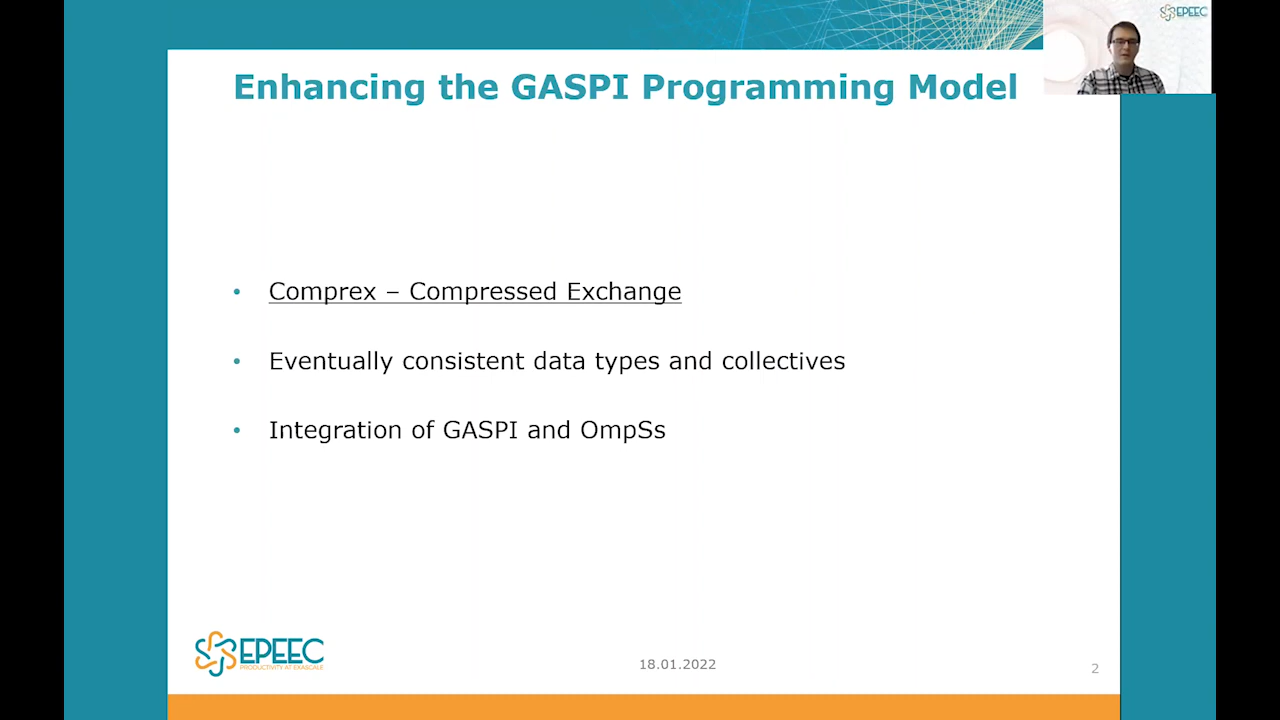 EPEEC
Enhancing the GASPI Programming Model
• Comprex – Compressed Exchange
• Eventually consistent data types and collectives
• Integration of GASPI and OmpSs
EPEEC
PRODUCTIVITY AT EXASCALE
18.01.2022
2